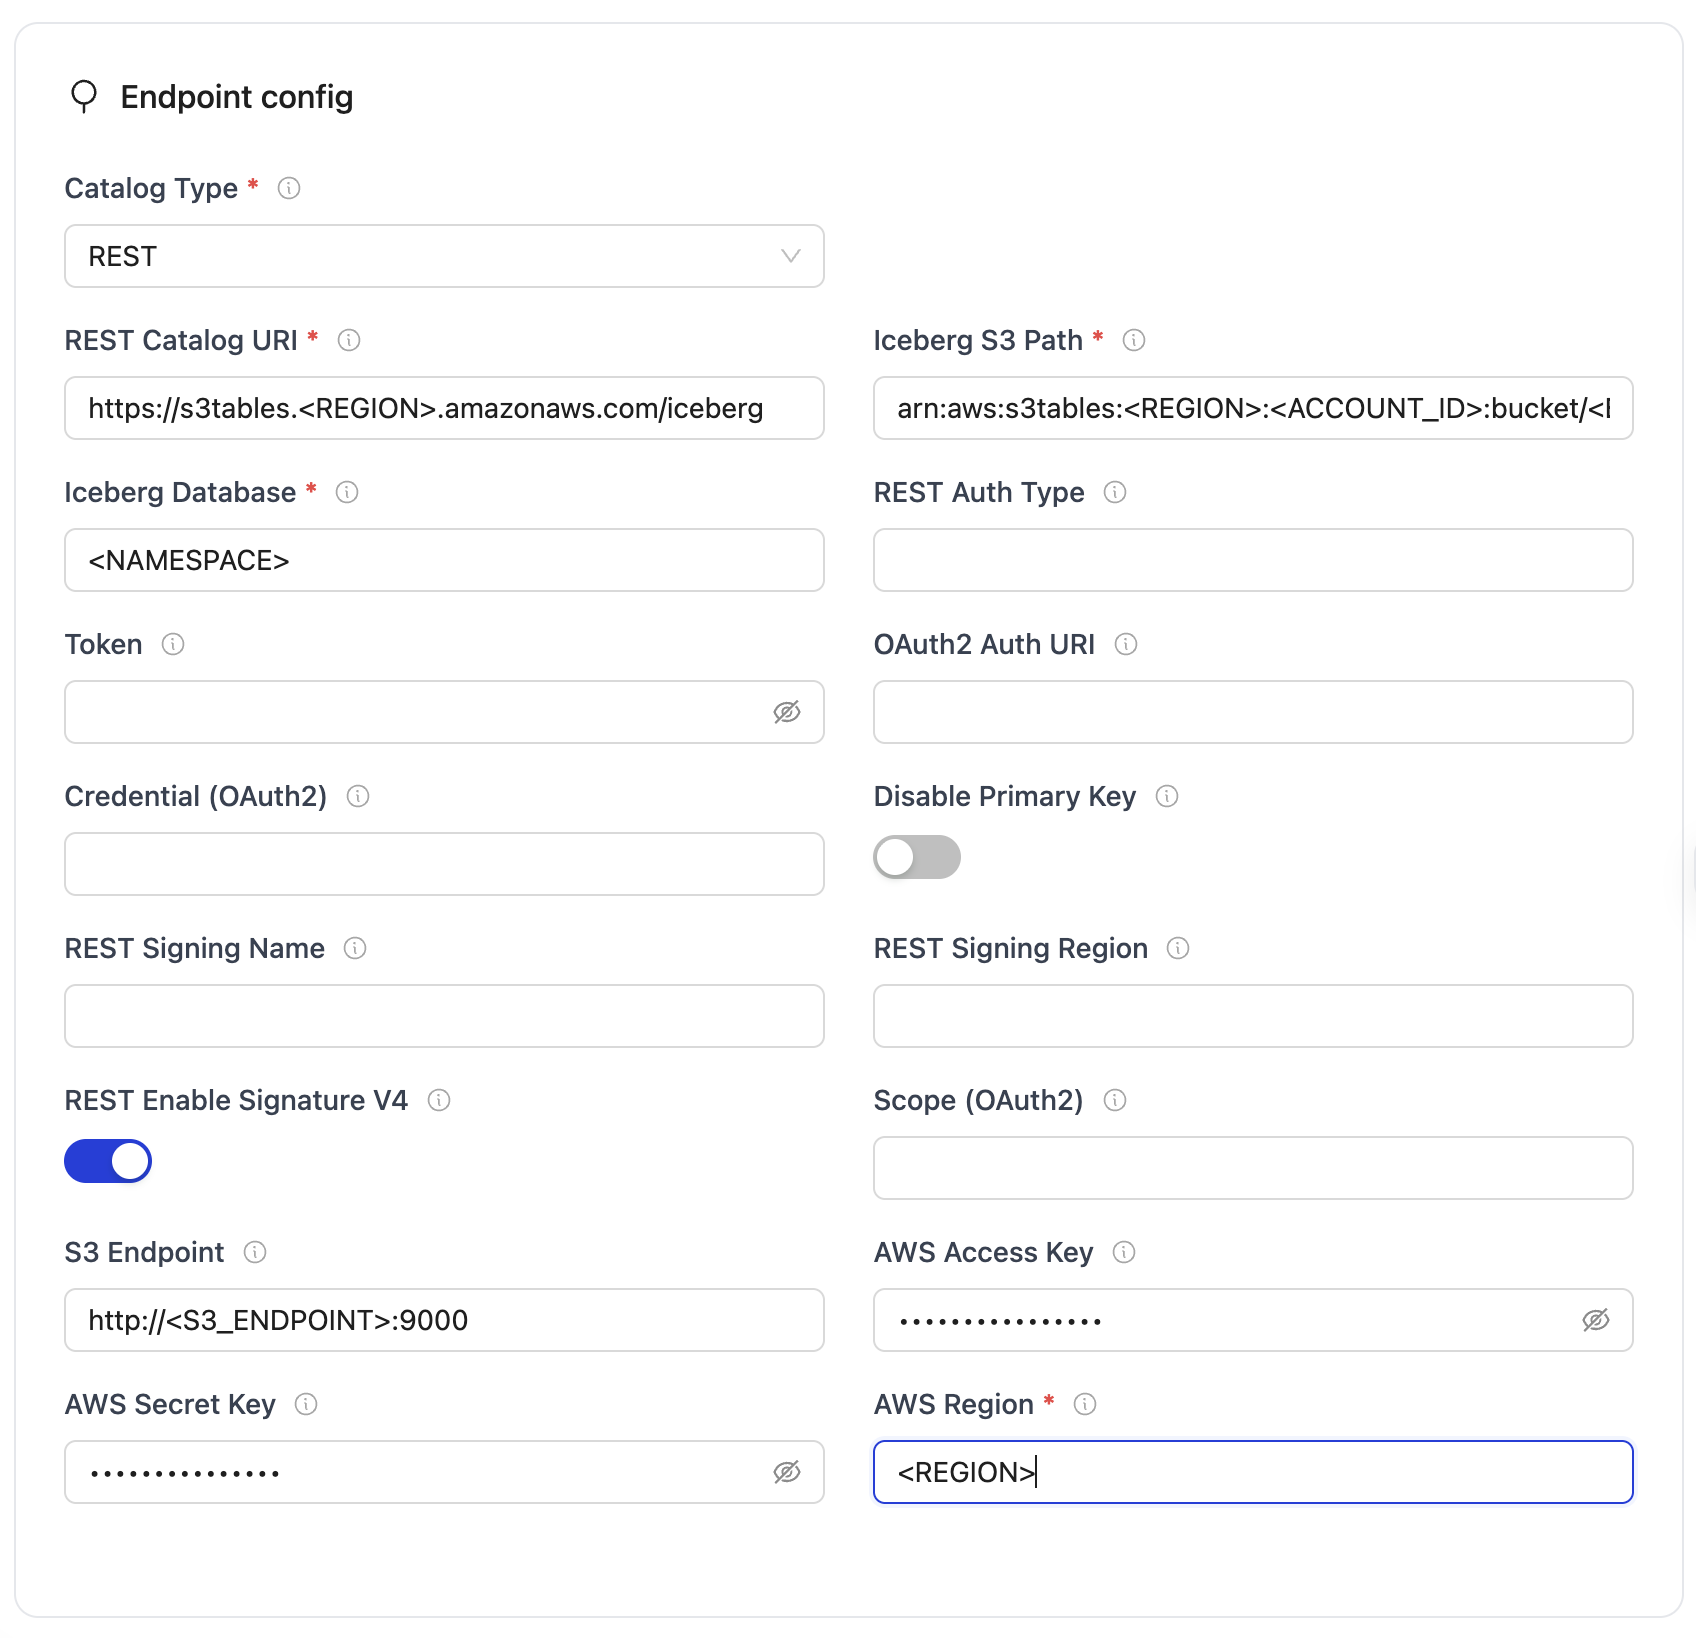 Endpoint config
Catalog Type *
REST
REST Catalog URI *
Iceberg S3 Path *
https://s3tables.<REGION>.amazonaws.com/iceberg
arn:aws:s3tables:<REGION>:<ACCOUNT_ID>:bucket/<
Iceberg Database *
REST Auth Type
<NAMESPACE>
Token
OAuth2 Auth URI
Credential (OAuth2)
Disable Primary Key
REST Signing Name
REST Signing Region
REST Enable Signature V4
Scope (OAuth2)
S3 Endpoint
AWS Access Key
http://<S3_ENDPOINT>:9000
••••••••••••••••
AWS Secret Key
AWS Region *
•••••••••••••••
<REGION>